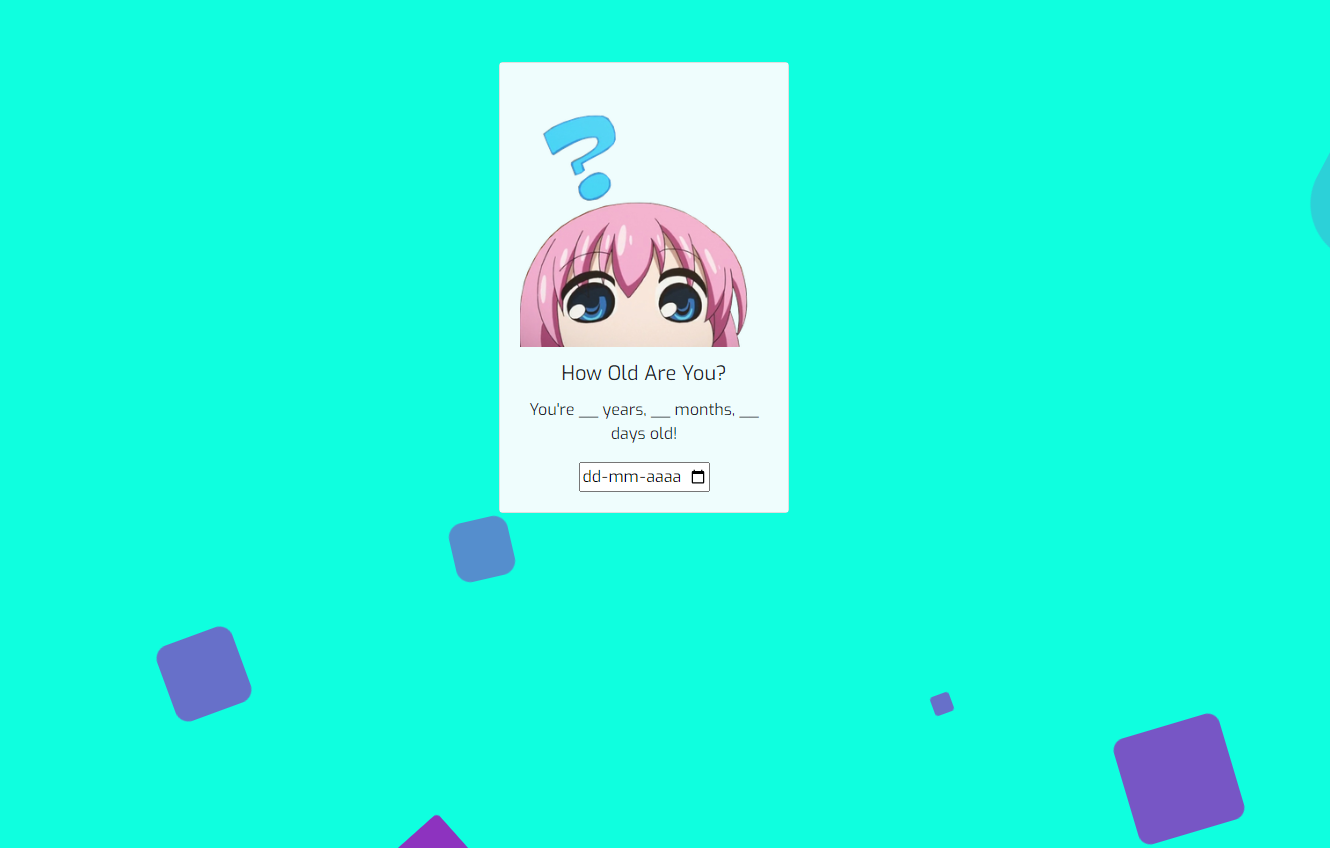 ?
How Old Are You?
You're __ years, __ months, __
days old!
dd-mm-aaaa